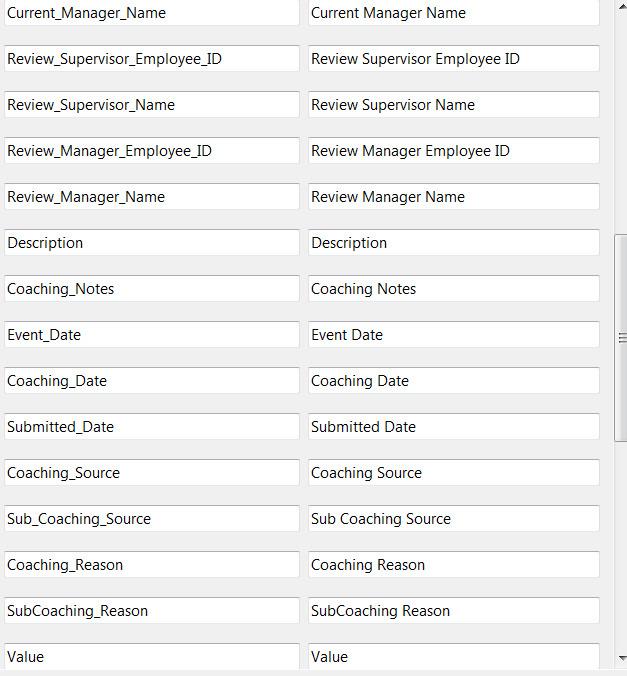 Current_Manager_Name Current Manager Name
Review_Supervisor_Employee_ID Review Supervisor Employee ID
Review_Supervisor_Name Review Supervisor Name
Review_Manager_Employee_ID Review Manager Employee ID
Review_Manager_Name Review Manager Name
Description Description
Coaching_Notes Coaching Notes
Event_Date Event Date
Coaching_Date Coaching Date
Submitted_Date Submitted Date
Coaching_Source Coaching Source
Sub_Coaching_Source Sub Coaching Source
Coaching_Reason Coaching Reason
SubCoaching_Reason SubCoaching Reason
Value Value